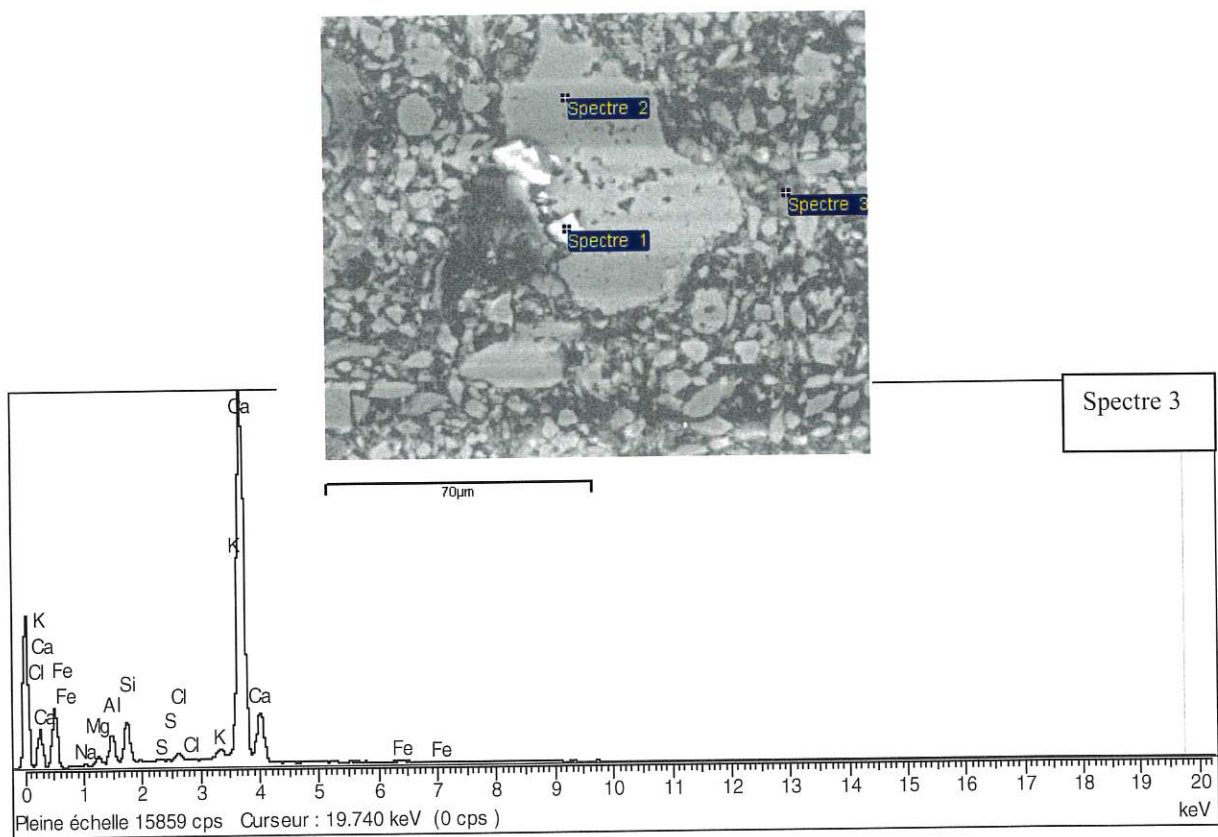 Spectre 2
Spectre 3
Spectre 1
70µm
Spectre 3
Ca
K
K
Ca
Cl Fe
Ca Fe
Na Mg Al Si
S S Cl
Cl K Ca
Fe Fe
0 1 2 3 4 5 6 7 8 9 10 11 12 13 14 15 16 17 18 19 20
keV
Pleine échelle 15859 cps Curseur : 19.740 keV (0 cps )